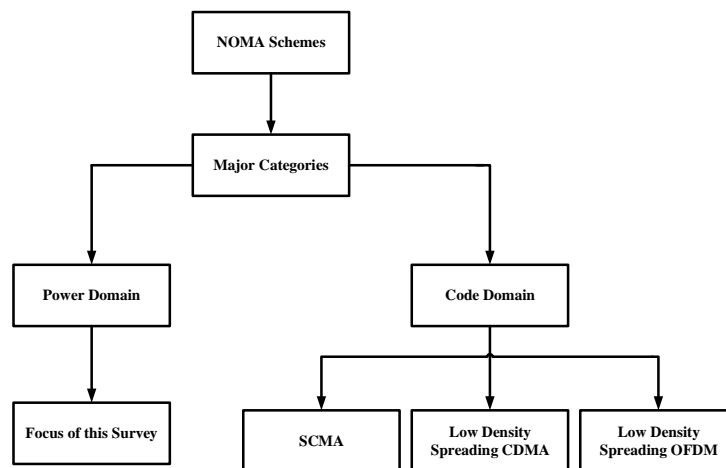 NOMA Schemes
Major Categories
Power Domain
Code Domain
Focus of this Survey
SCMA
Low Density
Spreading CDMA
Low Density
Spreading OFDM